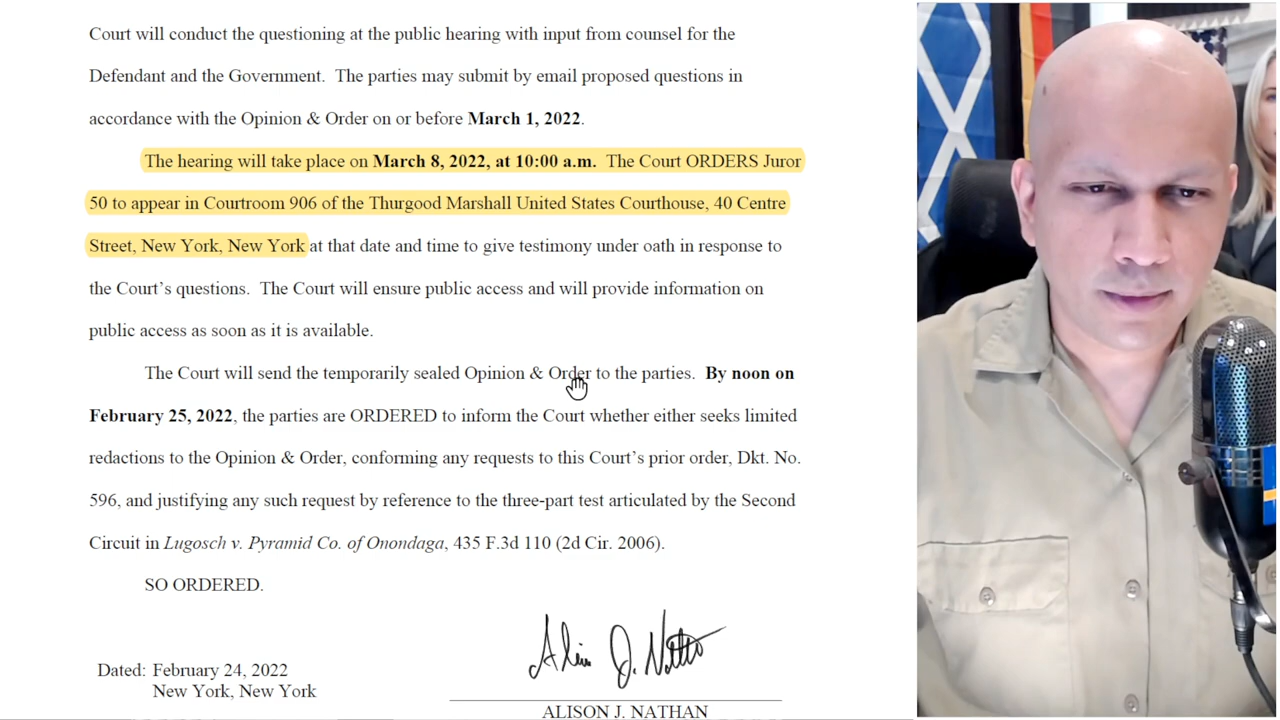 Court will conduct the questioning at the public hearing with input from counsel for the
Defendant and the Government. The parties may submit by email proposed questions in
accordance with the Opinion & Order on or before March 1, 2022.
The hearing will take place on March 8, 2022, at 10:00 a.m. The Court ORDERS Juror
50 to appear in Courtroom 906 of the Thurgood Marshall United States Courthouse, 40 Centre
Street, New York, New York at that date and time to give testimony under oath in response to
the Court’s questions. The Court will ensure public access and will provide information on
public access as soon as it is available.
The Court will send the temporarily sealed Opinion & Order to the parties. By noon on
February 25, 2022, the parties are ORDERED to inform the Court whether either seeks limited
redactions to the Opinion & Order, conforming any requests to this Court’s prior order, Dkt. No.
596, and justifying any such request by reference to the three-part test articulated by the Second
Circuit in Lugosch v. Pyramid Co. of Onondaga, 435 F.3d 110 (2d Cir. 2006).
SO ORDERED.
Alison J. Nathan
Dated: February 24, 2022
New York, New York
ALISON J. NATHAN